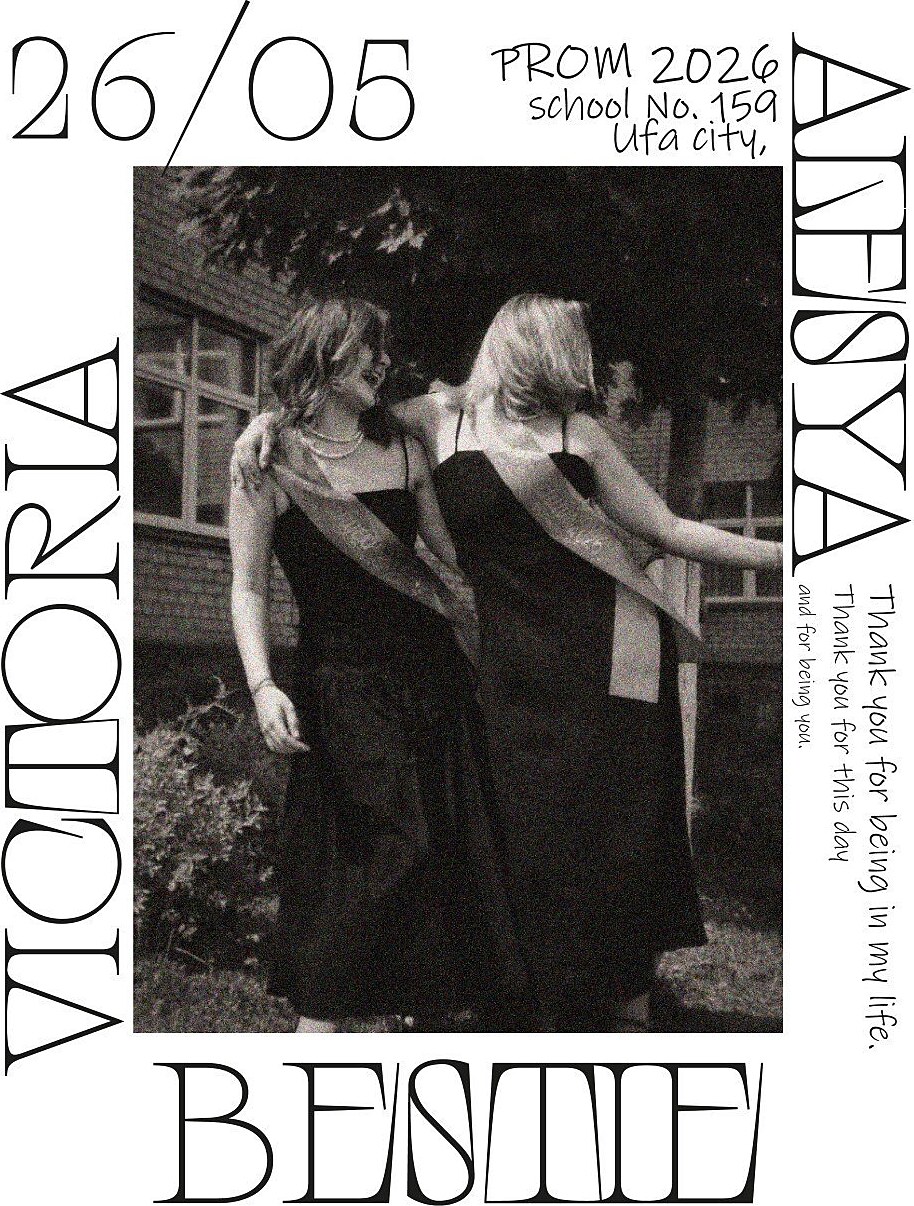 26/05
PROM 2026
school No. 159
Ufa city,
ANESYA
VICTORIA
Thank you for being in my life.
Thank you for this day
and for being you.
BESTIE